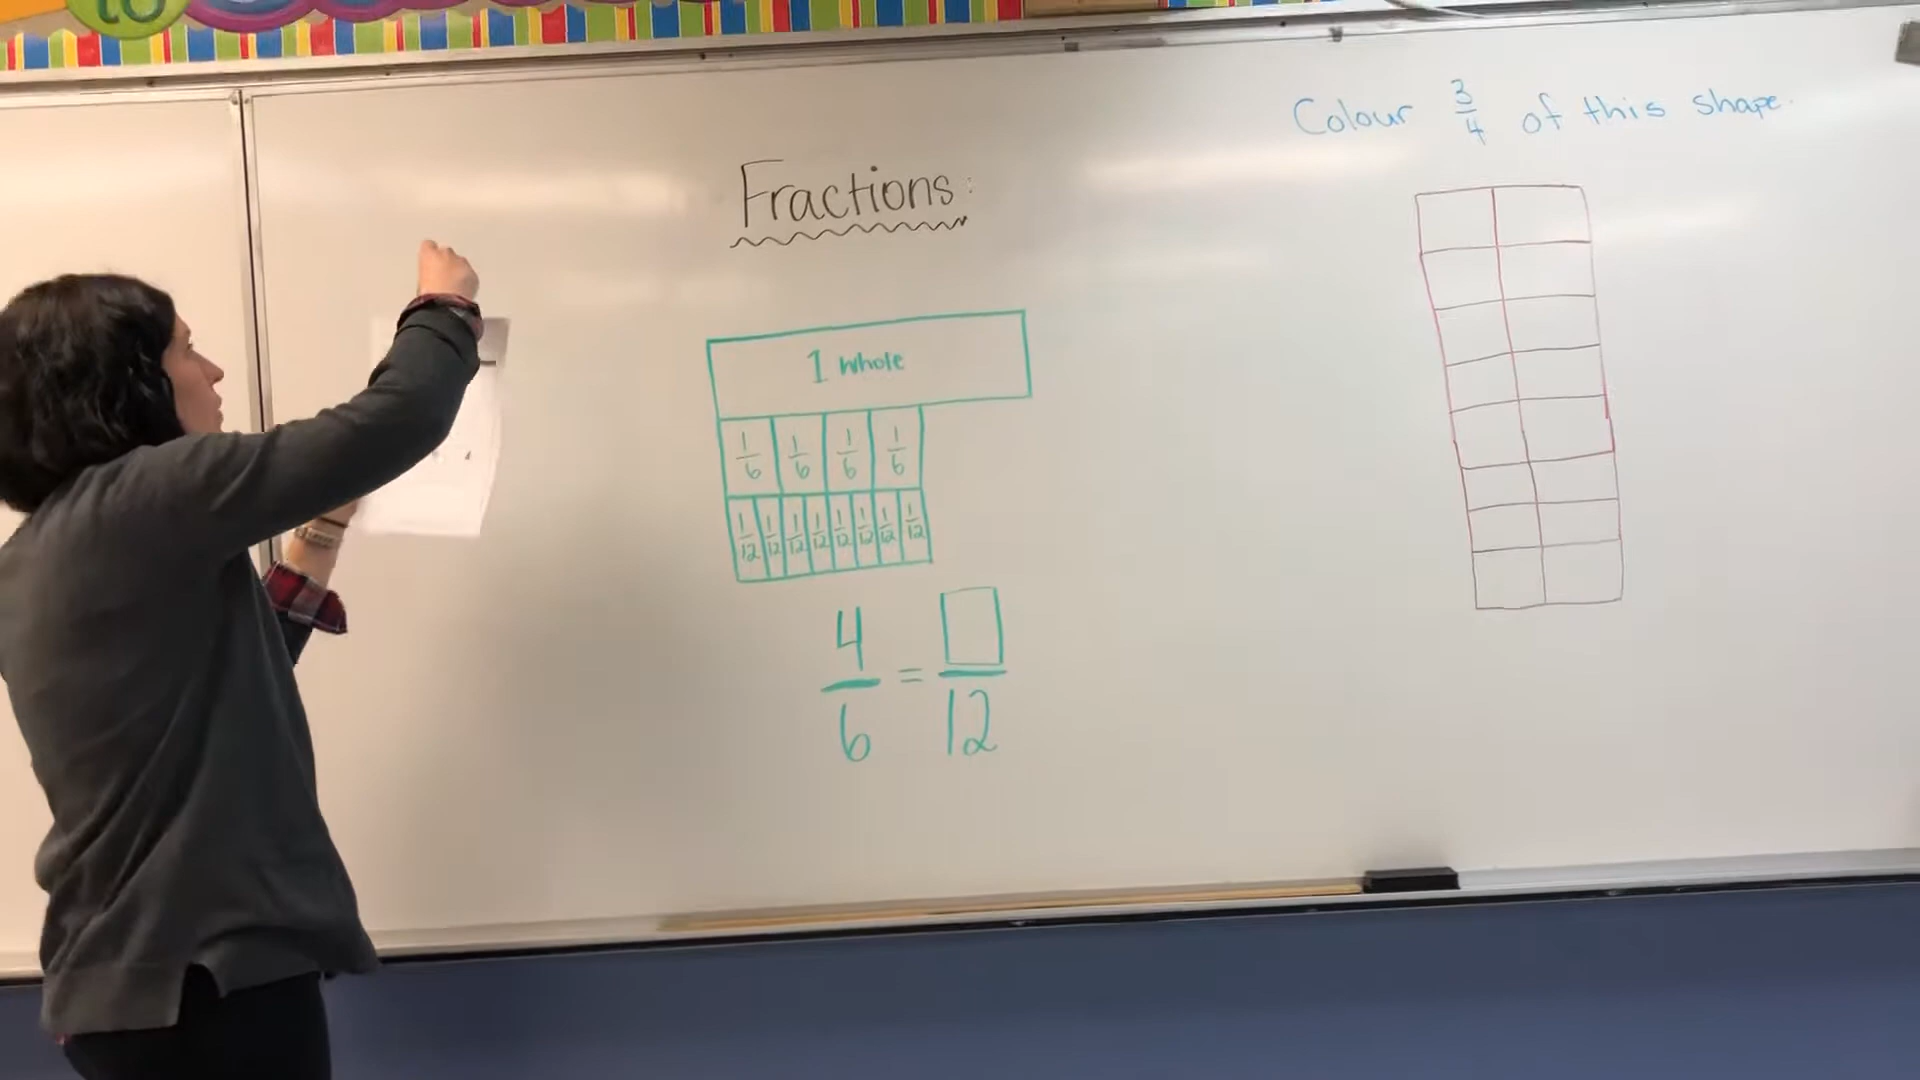 to
Colour 3/4 of this shape.
Fractions:
1 whole
1/6 1/6 1/6 1/6
1/12 1/12 1/12 1/12 1/12 1/12 1/12 1/12
4/6 = □/12